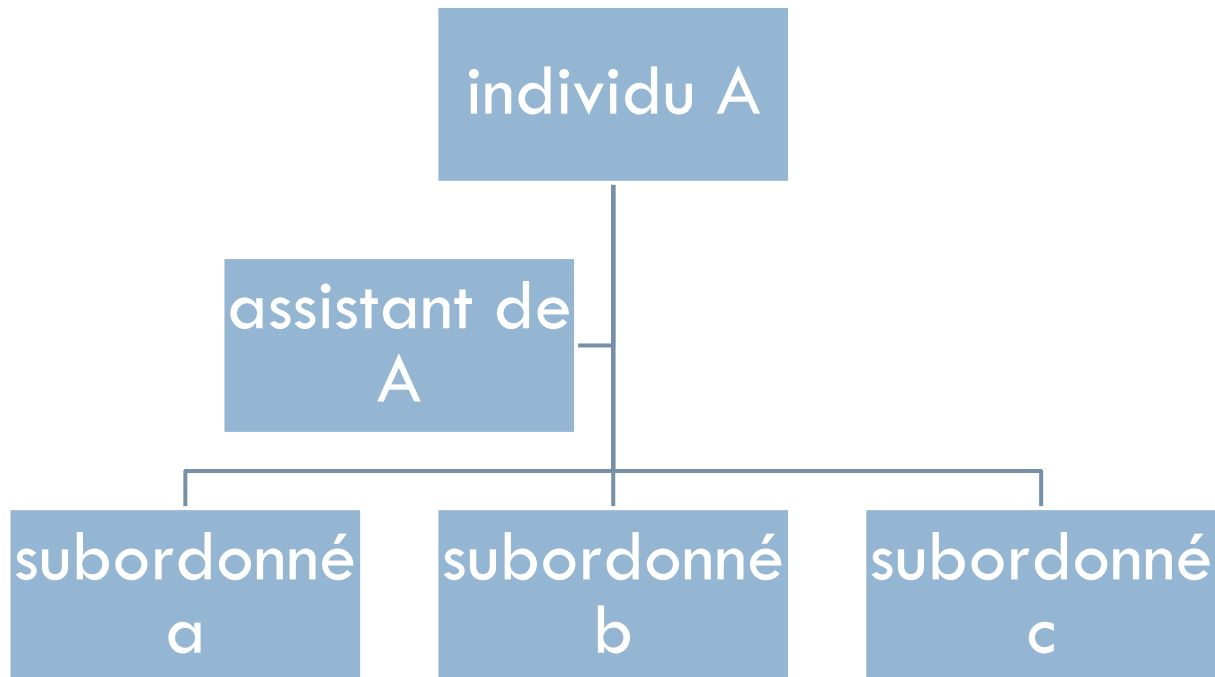 individu A
assistant de
A
subordonné
a
subordonné
b
subordonné
c